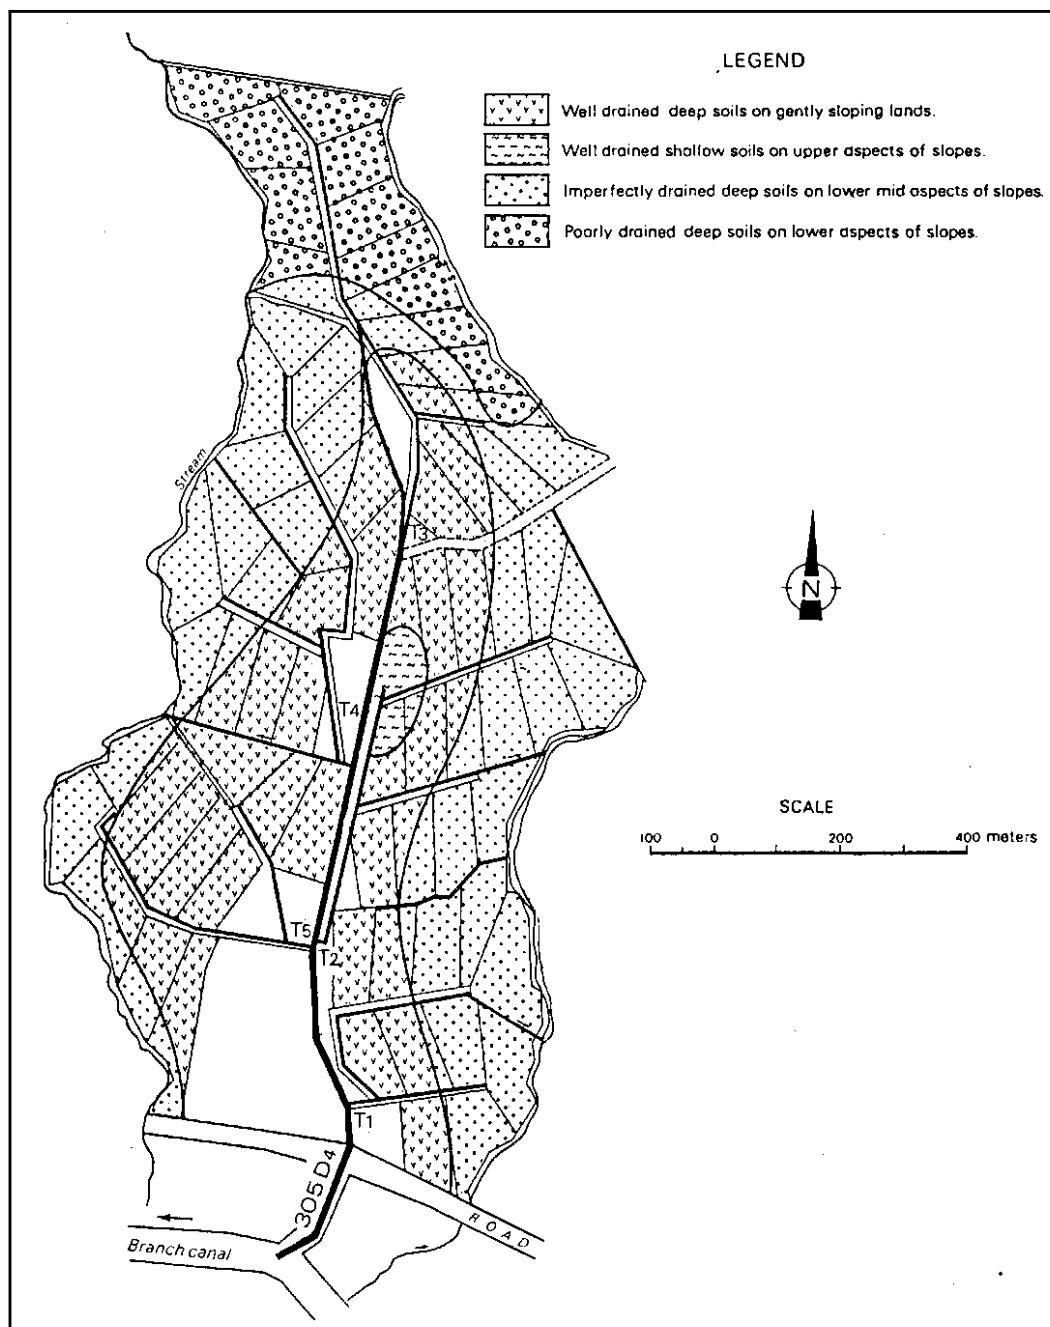 LEGEND
Well drained deep soils on gently sloping lands.
Well drained shallow soils on upper aspects of slopes.
Imperfectly drained deep soils on lower mid aspects of slopes.
Poorly drained deep soils on lower aspects of slopes.
Stream
T3
N
T4
SCALE
100 0 200 400 meters
T5
T2
T1
305 D4
ROAD
Branch canal